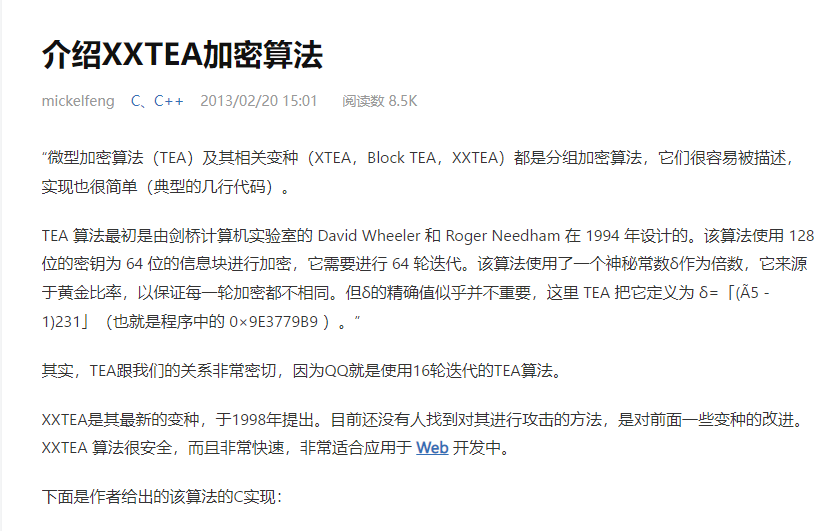 介绍XXTEA加密算法
mickelfeng C、C++ 2013/02/20 15:01 阅读数 8.5K
“微型加密算法（TEA）及其相关变种（XTEA，Block TEA，XXTEA）都是分组加密算法，它们很容易被描述，
实现也很简单（典型的几行代码）。
TEA 算法最初是由剑桥计算机实验室的 David Wheeler 和 Roger Needham 在 1994 年设计的。该算法使用 128
位的密钥为 64 位的信息块进行加密，它需要进行 64 轮迭代。该算法使用了一个神秘常数δ作为倍数，它来源
于黄金比率，以保证每一轮加密都不相同。但δ的精确值似乎并不重要，这里 TEA 把它定义为 δ=「(Ã5 -
1)231」（也就是程序中的 0×9E3779B9 ）。”
其实，TEA跟我们的关系非常密切，因为QQ就是使用16轮迭代的TEA算法。
XXTEA是其最新的变种，于1998年提出。目前还没有人找到对其进行攻击的方法，是对前面一些变种的改进。
XXTEA 算法很安全，而且非常快速，非常适合应用于 Web 开发中。
下面是作者给出的该算法的C实现：